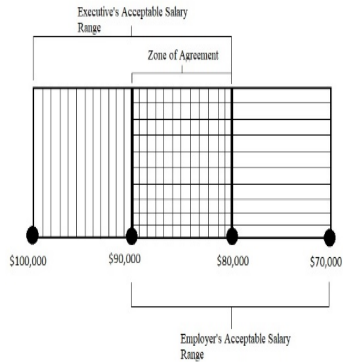 Executive's Acceptable Salary
Range
Zone of Agreement
$100,000
$90,000
$80,000
$70,000
Employer's Acceptable Salary
Range